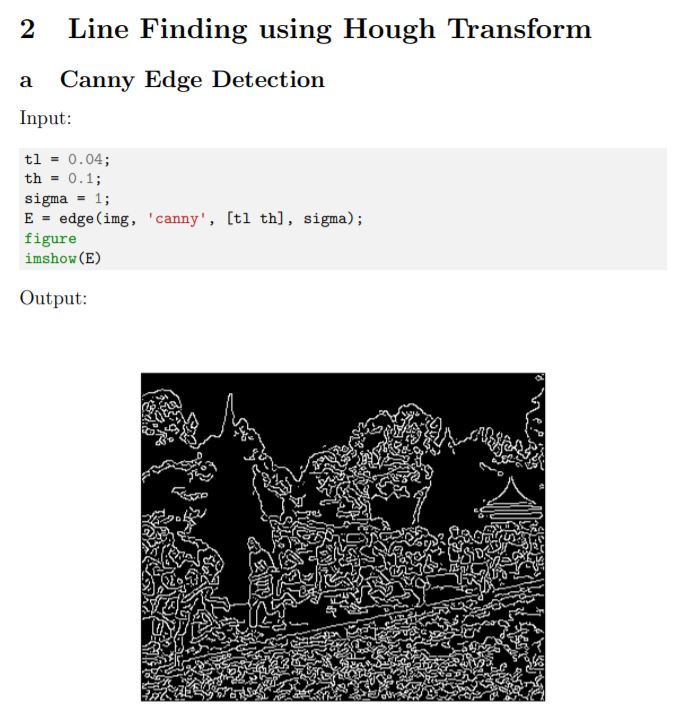 2 Line Finding using Hough Transform
a Canny Edge Detection
Input:
tl = 0.04;
th = 0.1;
sigma = 1;
E = edge(img, 'canny', [tl th], sigma);
figure
imshow(E)
Output: